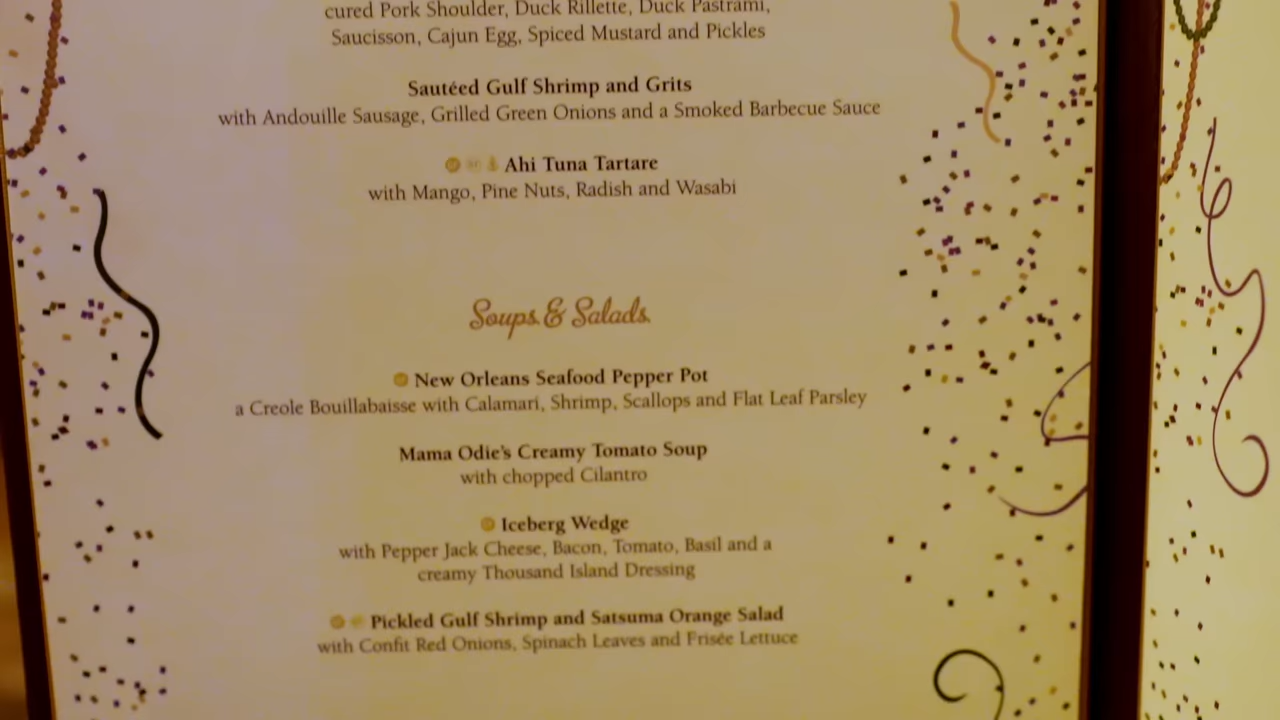 cured Pork Shoulder, Duck Rillette, Duck Pastrami,
Saucisson, Cajun Egg, Spiced Mustard and Pickles
Sautéed Gulf Shrimp and Grits
with Andouille Sausage, Grilled Green Onions and a Smoked Barbecue Sauce
Ahi Tuna Tartare
with Mango, Pine Nuts, Radish and Wasabi
Soups & Salads
New Orleans Seafood Pepper Pot
a Creole Bouillabaisse with Calamari, Shrimp, Scallops and Flat Leaf Parsley
Mama Odie's Creamy Tomato Soup
with chopped Cilantro
Iceberg Wedge
with Pepper Jack Cheese, Bacon, Tomato, Basil and a
creamy Thousand Island Dressing
Pickled Gulf Shrimp and Satsuma Orange Salad
with Confit Red Onions, Spinach Leaves and Frisée Lettuce